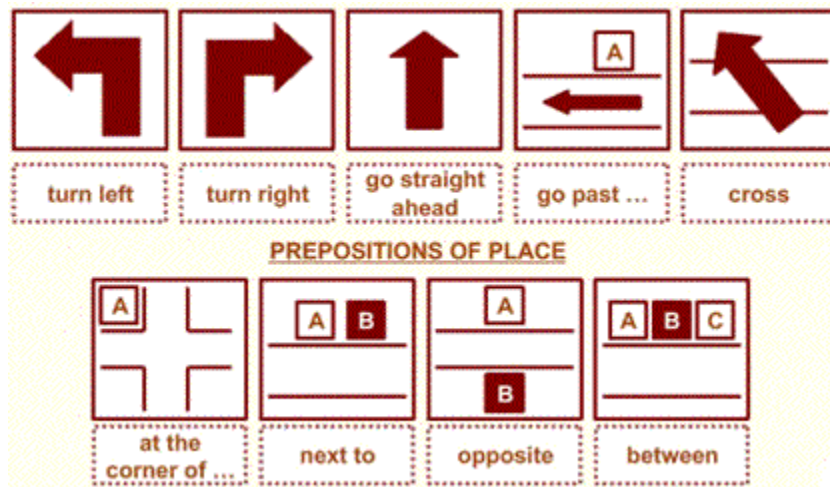 A
turn left
turn right
go straight
ahead
go past ...
cross
PREPOSITIONS OF PLACE
A
A B
A
B
A B C
at the
corner of ...
next to
opposite
between